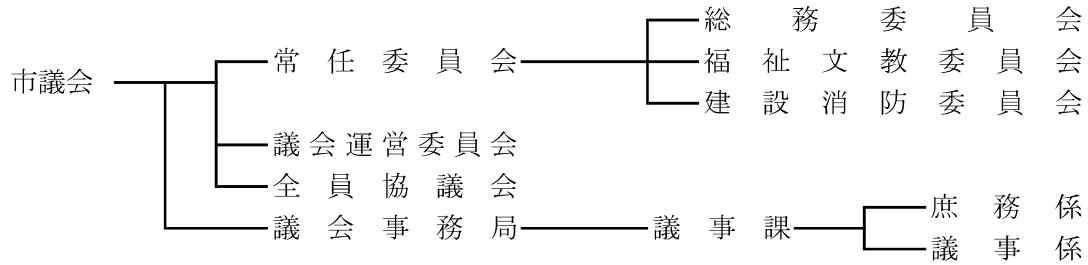 総務委員会
常任委員会
福祉文教委員会
市議会
建設消防委員会
議会運営委員会
全員協議会
庶務係
議会事務局
議事課
議事係